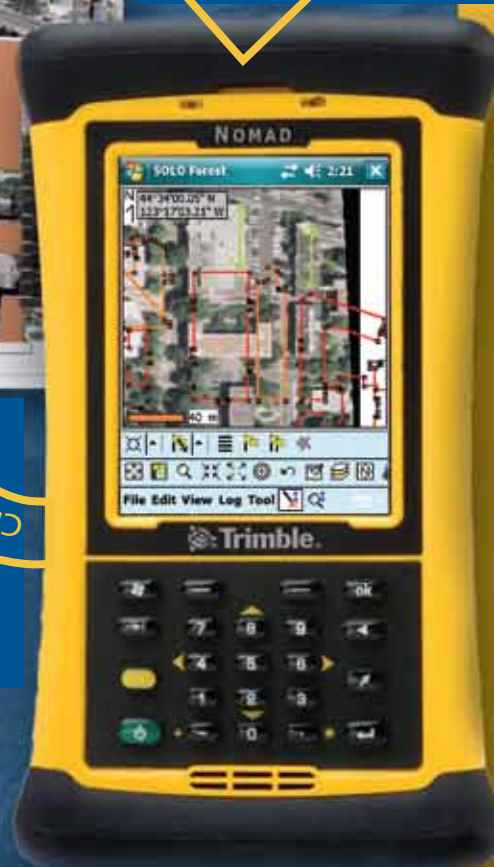 NOMAD
SOLO Forest 2:21
N 44°34'00.05" N
1 123°17'03.21" W
40 m
File Edit View Log Tool
Trimble.
ok
7 8 9
4 5 6
1 2 3
0